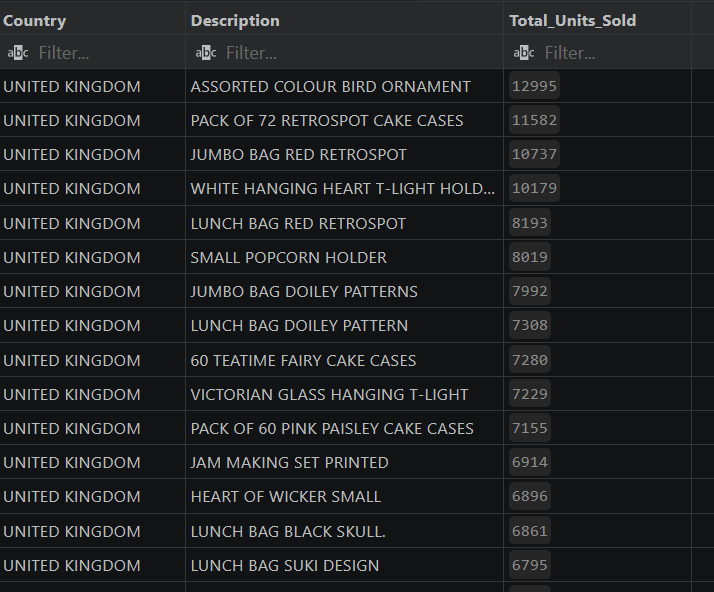 Country Description Total_Units_Sold
abc Filter... abc Filter... abc Filter...
UNITED KINGDOM ASSORTED COLOUR BIRD ORNAMENT 12995
UNITED KINGDOM PACK OF 72 RETROSPOT CAKE CASES 11582
UNITED KINGDOM JUMBO BAG RED RETROSPOT 10737
UNITED KINGDOM WHITE HANGING HEART T-LIGHT HOLD... 10179
UNITED KINGDOM LUNCH BAG RED RETROSPOT 8193
UNITED KINGDOM SMALL POPCORN HOLDER 8019
UNITED KINGDOM JUMBO BAG DOILEY PATTERNS 7992
UNITED KINGDOM LUNCH BAG DOILEY PATTERN 7308
UNITED KINGDOM 60 TEATIME FAIRY CAKE CASES 7280
UNITED KINGDOM VICTORIAN GLASS HANGING T-LIGHT 7229
UNITED KINGDOM PACK OF 60 PINK PAISLEY CAKE CASES 7155
UNITED KINGDOM JAM MAKING SET PRINTED 6914
UNITED KINGDOM HEART OF WICKER SMALL 6896
UNITED KINGDOM LUNCH BAG BLACK SKULL. 6861
UNITED KINGDOM LUNCH BAG SUKI DESIGN 6795